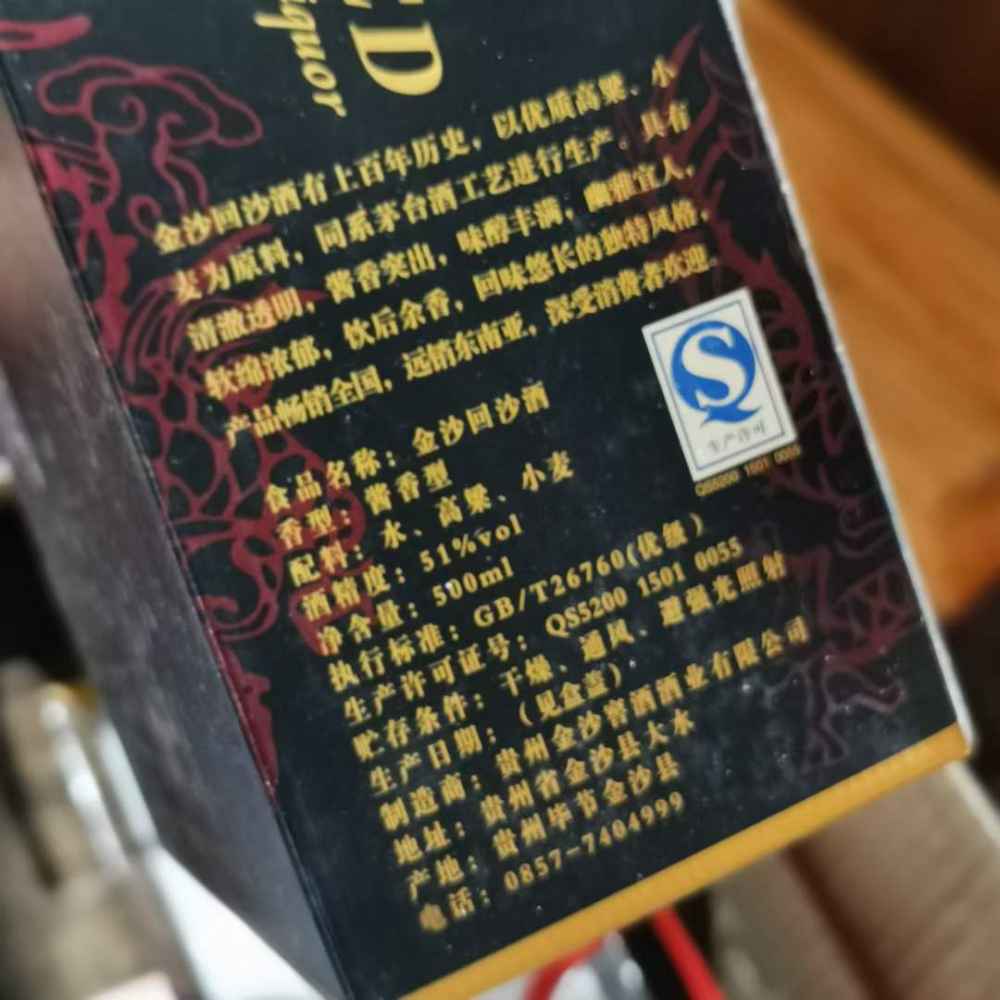 ED
iquor
金沙回沙酒有上百年历史，以优质高粱、小
麦为原料，同系茅台酒工艺进行生产，具有
清澈透明，酱香突出，味醇丰满，幽雅宜人，
软绵浓郁，饮后余香，回味悠长的独特风格，
产品畅销全国，远销东南亚，深受消费者欢迎。
食品名称：金沙回沙酒
香型：酱香型
配料：水、高粱、小麦
酒精度：51%vol
净含量：500ml
执行标准：GB/T26760(优级)
生产许可证号：QS5200 1501 0055
贮存条件：干燥、通风、避强光照射
生产日期：（见盒盖）
制造商：贵州金沙窖酒酒业有限公司
地址：贵州省金沙县大水
产地：贵州毕节金沙县
电话：0857-7404999
生产许可
QS5200 1501 0055